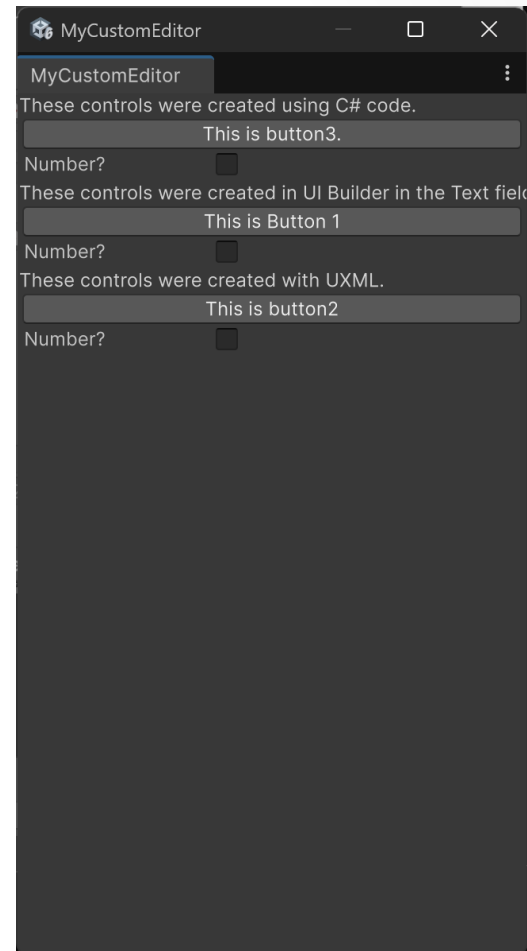 MyCustomEditor
MyCustomEditor
These controls were created using C# code.
This is button3.
Number?
These controls were created in UI Builder in the Text
This is Button 1
Number?
These controls were created with UXML.
This is button2
Number?